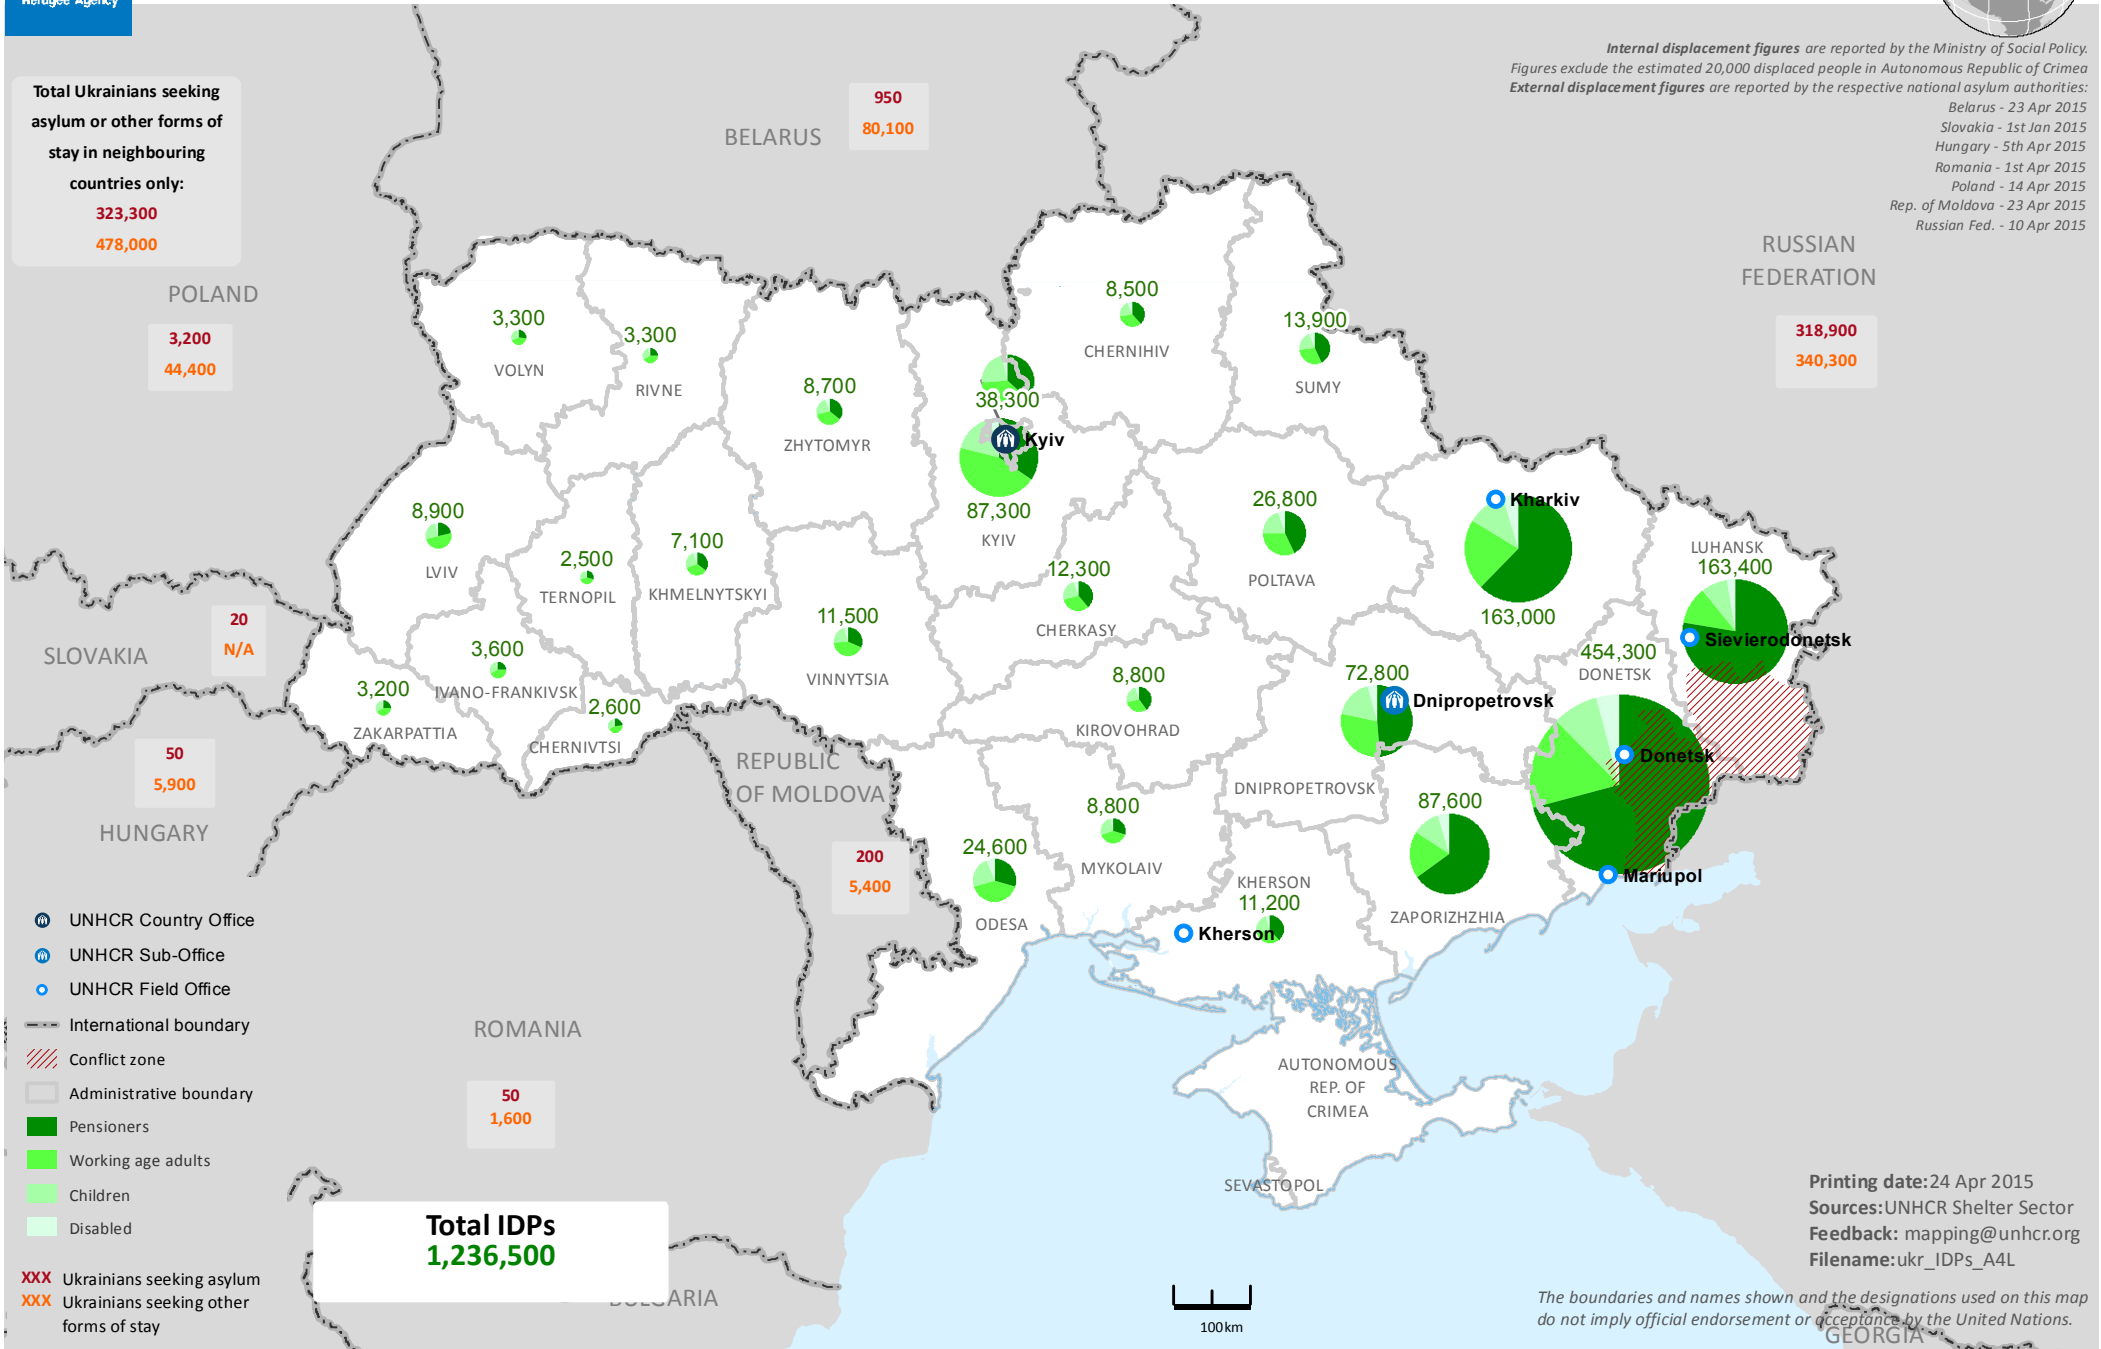 Refugee Agency
Internal displacement figures are reported by the Ministry of Social Policy.
Figures exclude the estimated 20,000 displaced people in Autonomous Republic of Crimea
External displacement figures are reported by the respective national asylum authorities:
Belarus - 23 Apr 2015
Slovakia - 1st Jan 2015
Hungary - 5th Apr 2015
Romania - 1st Apr 2015
Poland - 14 Apr 2015
Rep. of Moldova - 23 Apr 2015
Russian Fed. - 10 Apr 2015
Total Ukrainians seeking
asylum or other forms of
stay in neighbouring
countries only:
323,300
478,000
BELARUS
950
80,100
POLAND
3,200
44,400
RUSSIAN
FEDERATION
318,900
340,300
3,300
VOLYN
3,300
RIVNE
8,700
ZHYTOMYR
38,300
Kyiv
87,300
KYIV
8,500
CHERNIHIV
13,900
SUMY
8,900
LVIV
2,500
TERNOPIL
7,100
KHMELNYTSKYI
11,500
VINNYTSIA
12,300
CHERKASY
26,800
POLTAVA
Kharkiv
163,000
LUHANSK
163,400
Sievierodonetsk
454,300
DONETSK
Donetsk
Mariupol
SLOVAKIA
20
N/A
3,200
ZAKARPATTIA
3,600
IVANO-FRANKIVSK
2,600
CHERNIVTSI
8,800
KIROVOHRAD
72,800
Dnipropetrovsk
DNIPROPETROVSK
50
5,900
HUNGARY
REPUBLIC
OF MOLDOVA
200
5,400
24,600
ODESA
8,800
MYKOLAIV
KHERSON
11,200
Kherson
87,600
ZAPORIZHZHIA
ROMANIA
50
1,600
AUTONOMOUS
REP. OF
CRIMEA
SEVASTOPOL
UNHCR Country Office
UNHCR Sub-Office
UNHCR Field Office
International boundary
Conflict zone
Administrative boundary
Pensioners
Working age adults
Children
Disabled
XXX Ukrainians seeking asylum
XXX Ukrainians seeking other
forms of stay
Total IDPs
1,236,500
BULGARIA
100km
Printing date:24 Apr 2015
Sources:UNHCR Shelter Sector
Feedback: mapping@unhcr.org
Filename:ukr_IDPs_A4L
The boundaries and names shown and the designations used on this map
do not imply official endorsement or acceptance by the United Nations.
GEORGIA